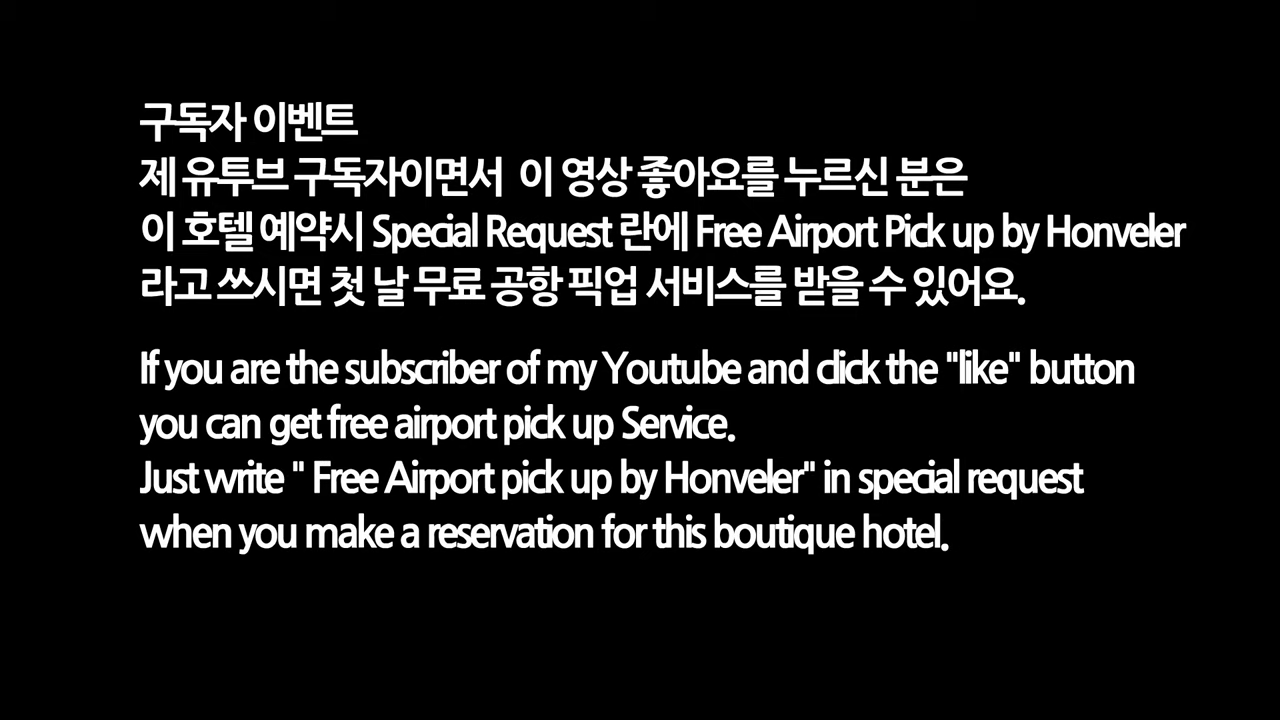 구독자 이벤트
제 유투브 구독자이면서 이 영상 좋아요를 누르신 분은
이 호텔 예약시 Special Request 란에 Free Airport Pick up by Honveler
라고 쓰시면 첫 날 무료 공항 픽업 서비스를 받을 수 있어요.
If you are the subscriber of my Youtube and click the "like" button
you can get free airport pick up Service.
Just write " Free Airport pick up by Honveler" in special request
when you make a reservation for this boutique hotel.